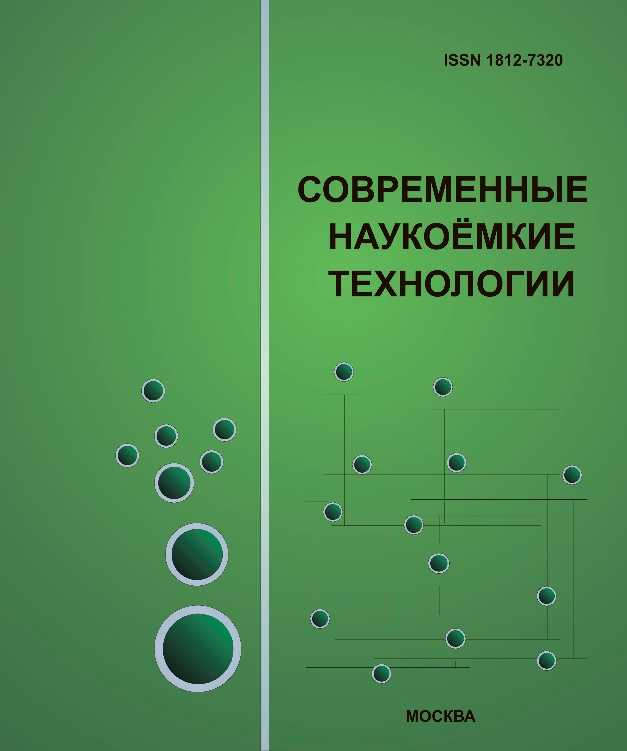 ISSN 1812-7320
СОВРЕМЕННЫЕ
НАУКОЁМКИЕ
ТЕХНОЛОГИИ
МОСКВА